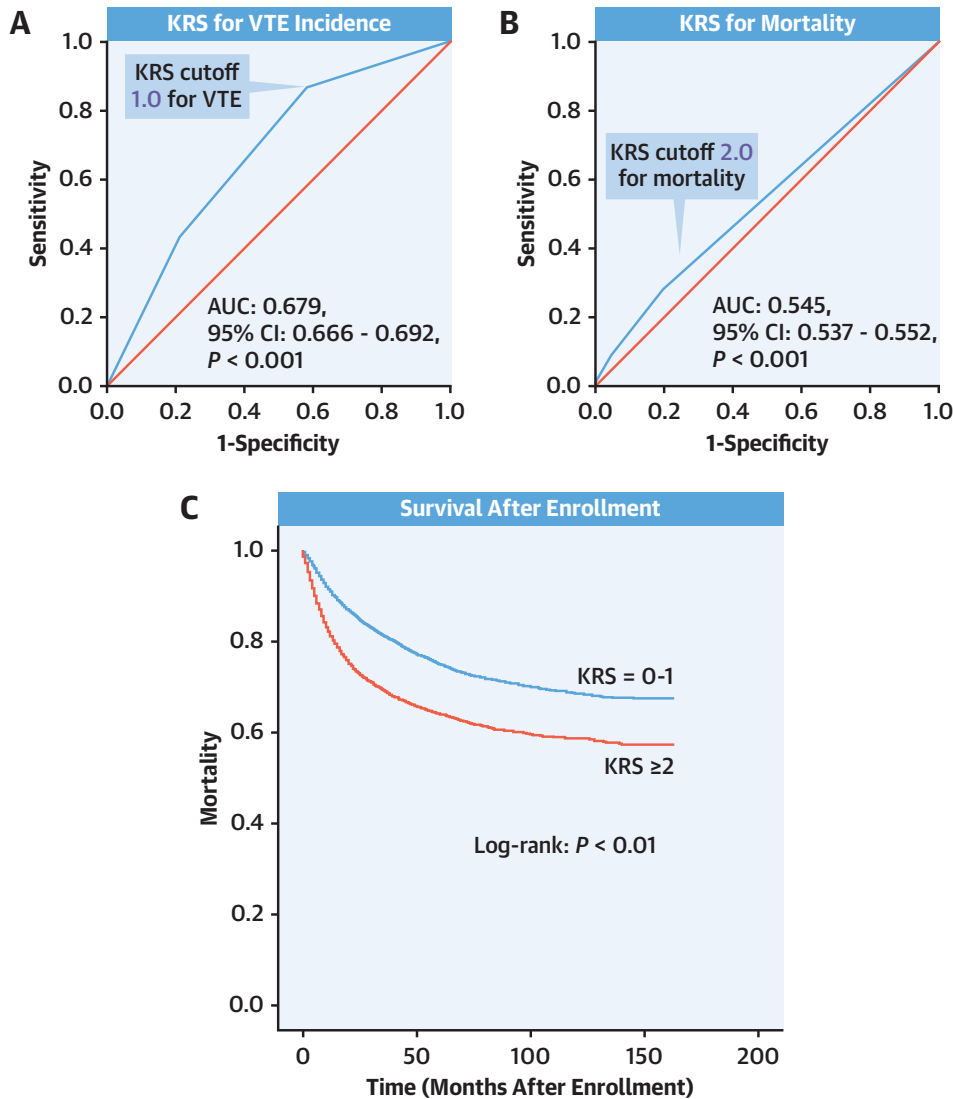 A
KRS for VTE Incidence
1.0
0.8
0.6
0.4
0.2
0.0
Sensitivity
KRS cutoff
1.0 for VTE
AUC: 0.679,
95% CI: 0.666 - 0.692,
P < 0.001
0.0 0.2 0.4 0.6 0.8 1.0
1-Specificity
B
KRS for Mortality
1.0
0.8
0.6
0.4
0.2
0.0
Sensitivity
KRS cutoff 2.0
for mortality
AUC: 0.545,
95% CI: 0.537 - 0.552,
P < 0.001
0.0 0.2 0.4 0.6 0.8 1.0
1-Specificity
C
Survival After Enrollment
1.0
0.8
0.6
0.4
0.2
0.0
Mortality
KRS = 0-1
KRS ≥2
Log-rank: P < 0.01
0 50 100 150 200
Time (Months After Enrollment)